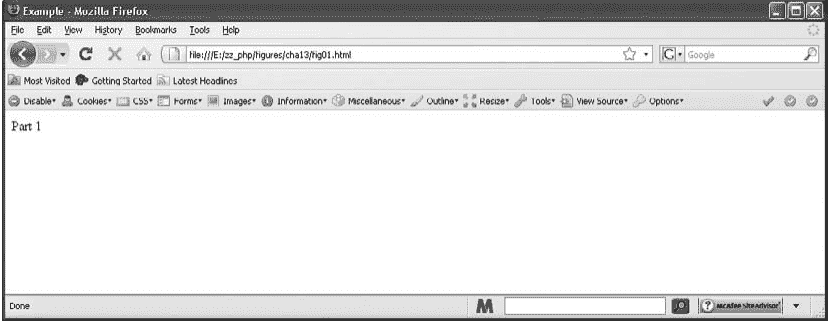 Example - Mozilla Firefox
File Edit View History Bookmarks Tools Help
file:///E:/zz_php/figures/cha13/fig01.html
G Google
Most Visited Getting Started Latest Headlines
Disable Cookies CSS Forms Images Information Miscellaneous Outline Resize Tools View Source Options
Part 1
Done M McAfee SiteAdvisor